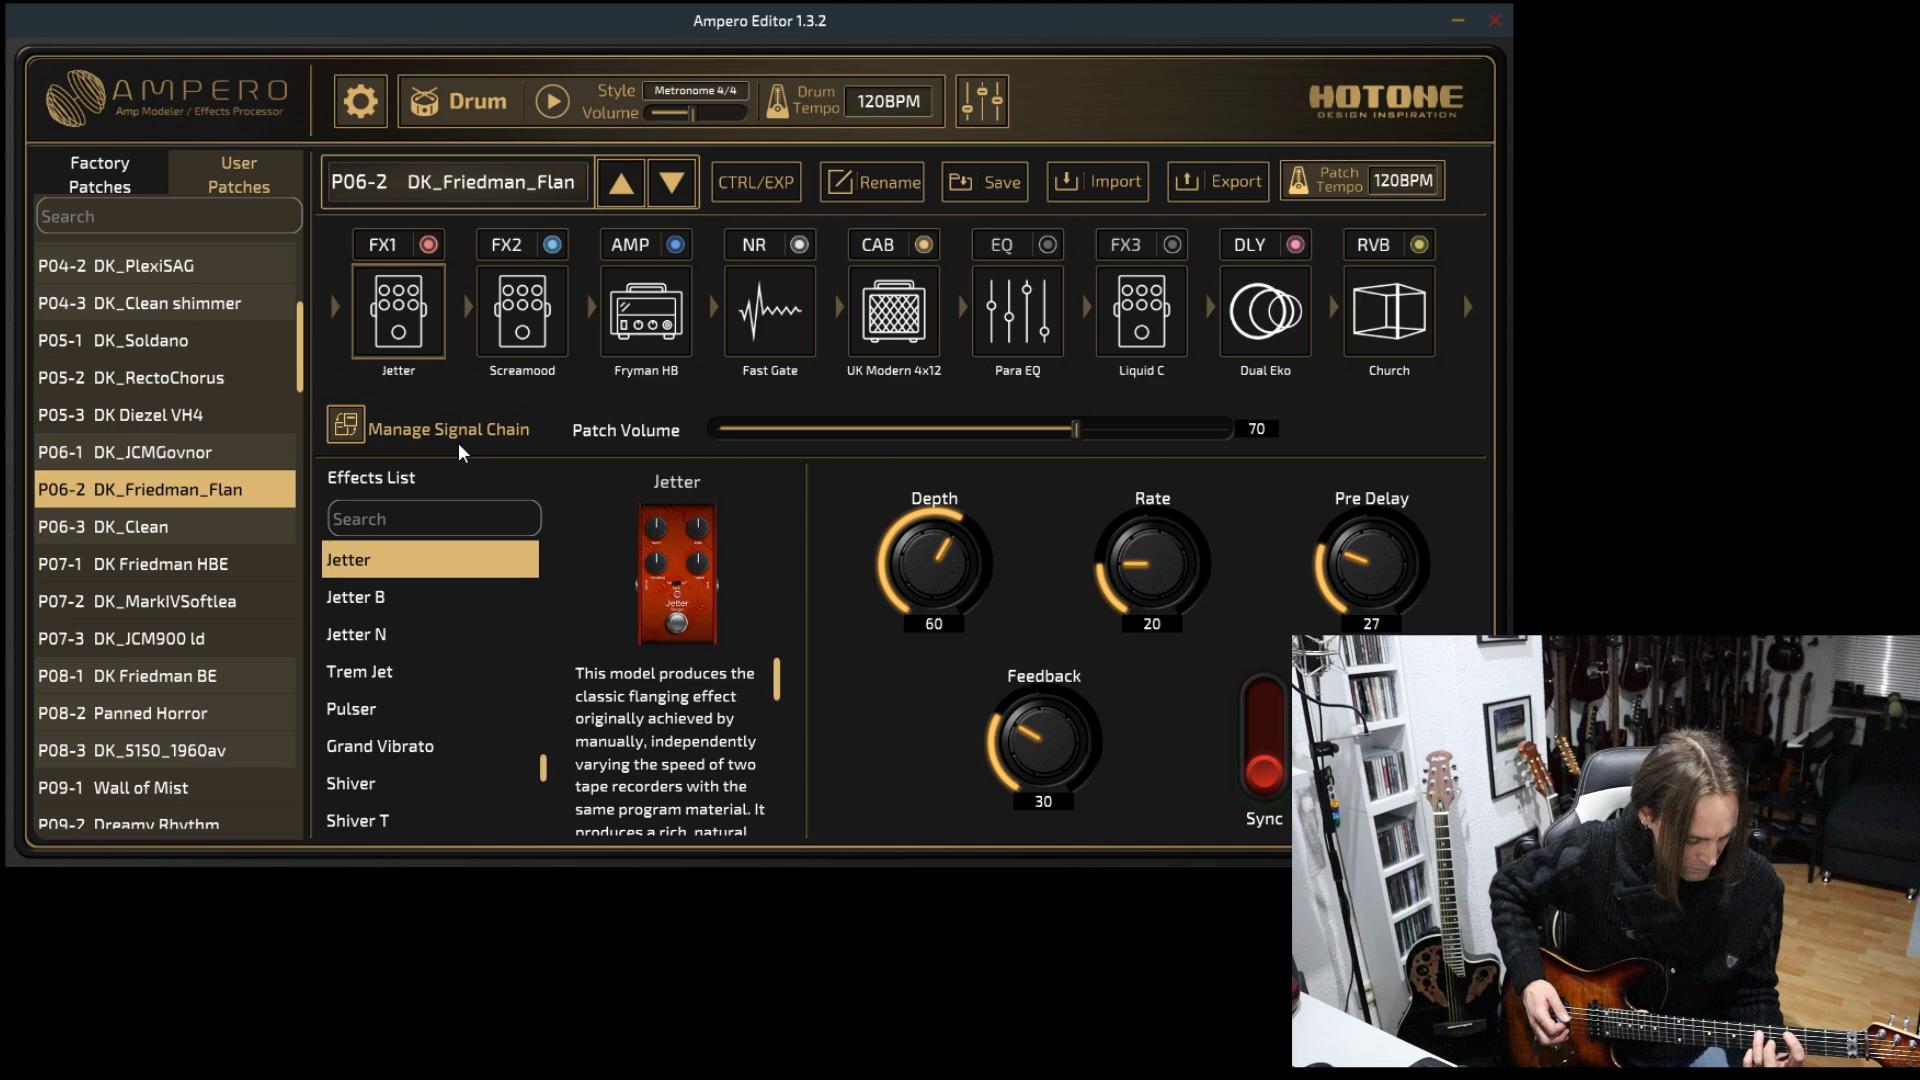 Ampero Editor 1.3.2
AMPERO
Amp Modeler / Effects Processor
Drum
Style
Metronome 4/4
Volume
Drum
Tempo
120BPM
HOTONE
DESIGN INSPIRATION
Factory
Patches
User
Patches
Search
P04-2 DK_PlexiSAG
P04-3 DK_Clean shimmer
P05-1 DK_Soldano
P05-2 DK_RectoChorus
P05-3 DK Diezel VH4
P06-1 DK_JCMGovnor
P06-2 DK_Friedman_Flan
P06-3 DK_Clean
P07-1 DK Friedman HBE
P07-2 DK_MarkIVSoftlea
P07-3 DK_JCM900 ld
P08-1 DK Friedman BE
P08-2 Panned Horror
P08-3 DK_5150_1960av
P09-1 Wall of Mist
P09-2 Dreamy Rhythm
P06-2 DK_Friedman_Flan
CTRL/EXP
Rename
Save
Import
Export
Patch
Tempo
120BPM
FX1
FX2
AMP
NR
CAB
EQ
FX3
DLY
RVB
Jetter
Screamood
Fryman HB
Fast Gate
UK Modern 4x12
Para EQ
Liquid C
Dual Eko
Church
Manage Signal Chain
Patch Volume
70
Effects List
Search
Jetter
Jetter B
Jetter N
Trem Jet
Pulser
Grand Vibrato
Shiver
Shiver T
Jetter
Jetter
This model produces the
classic flanging effect
originally achieved by
manually, independently
varying the speed of two
tape recorders with the
same program material. It
produces a rich, natural
Depth
60
Rate
20
Pre Delay
27
Feedback
30
Sync